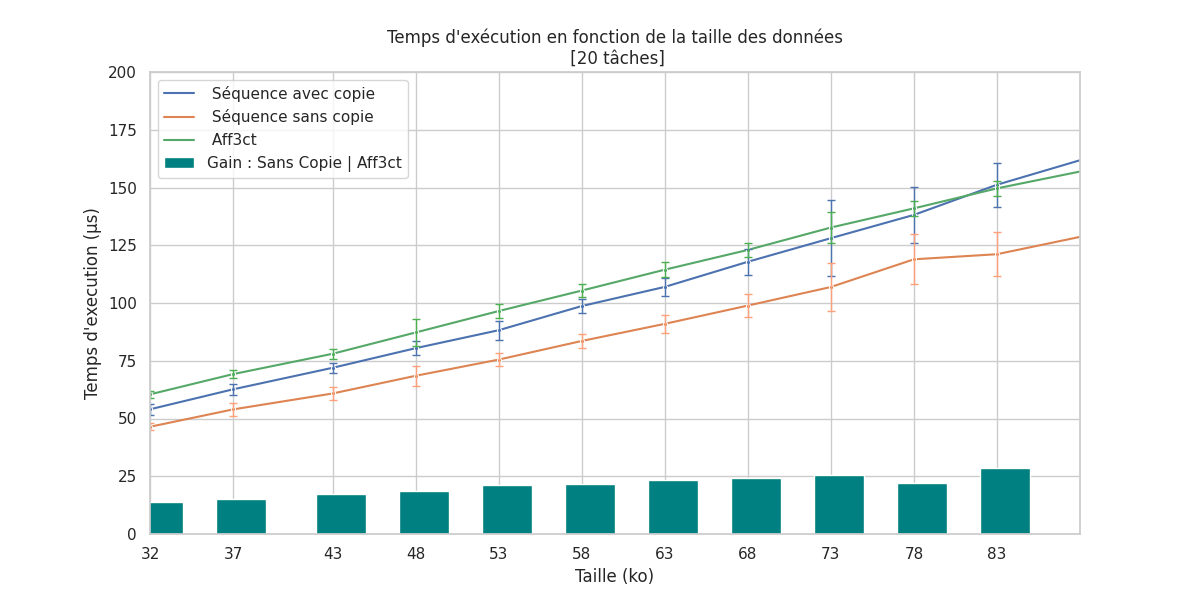 Temps d'exécution en fonction de la taille des données
[20 tâches]
Séquence avec copie
Séquence sans copie
Aff3ct
Gain : Sans Copie | Aff3ct
Temps d'execution (µs)
200
175
150
125
100
75
50
25
0
32 37 43 48 53 58 63 68 73 78 83
Taille (ko)